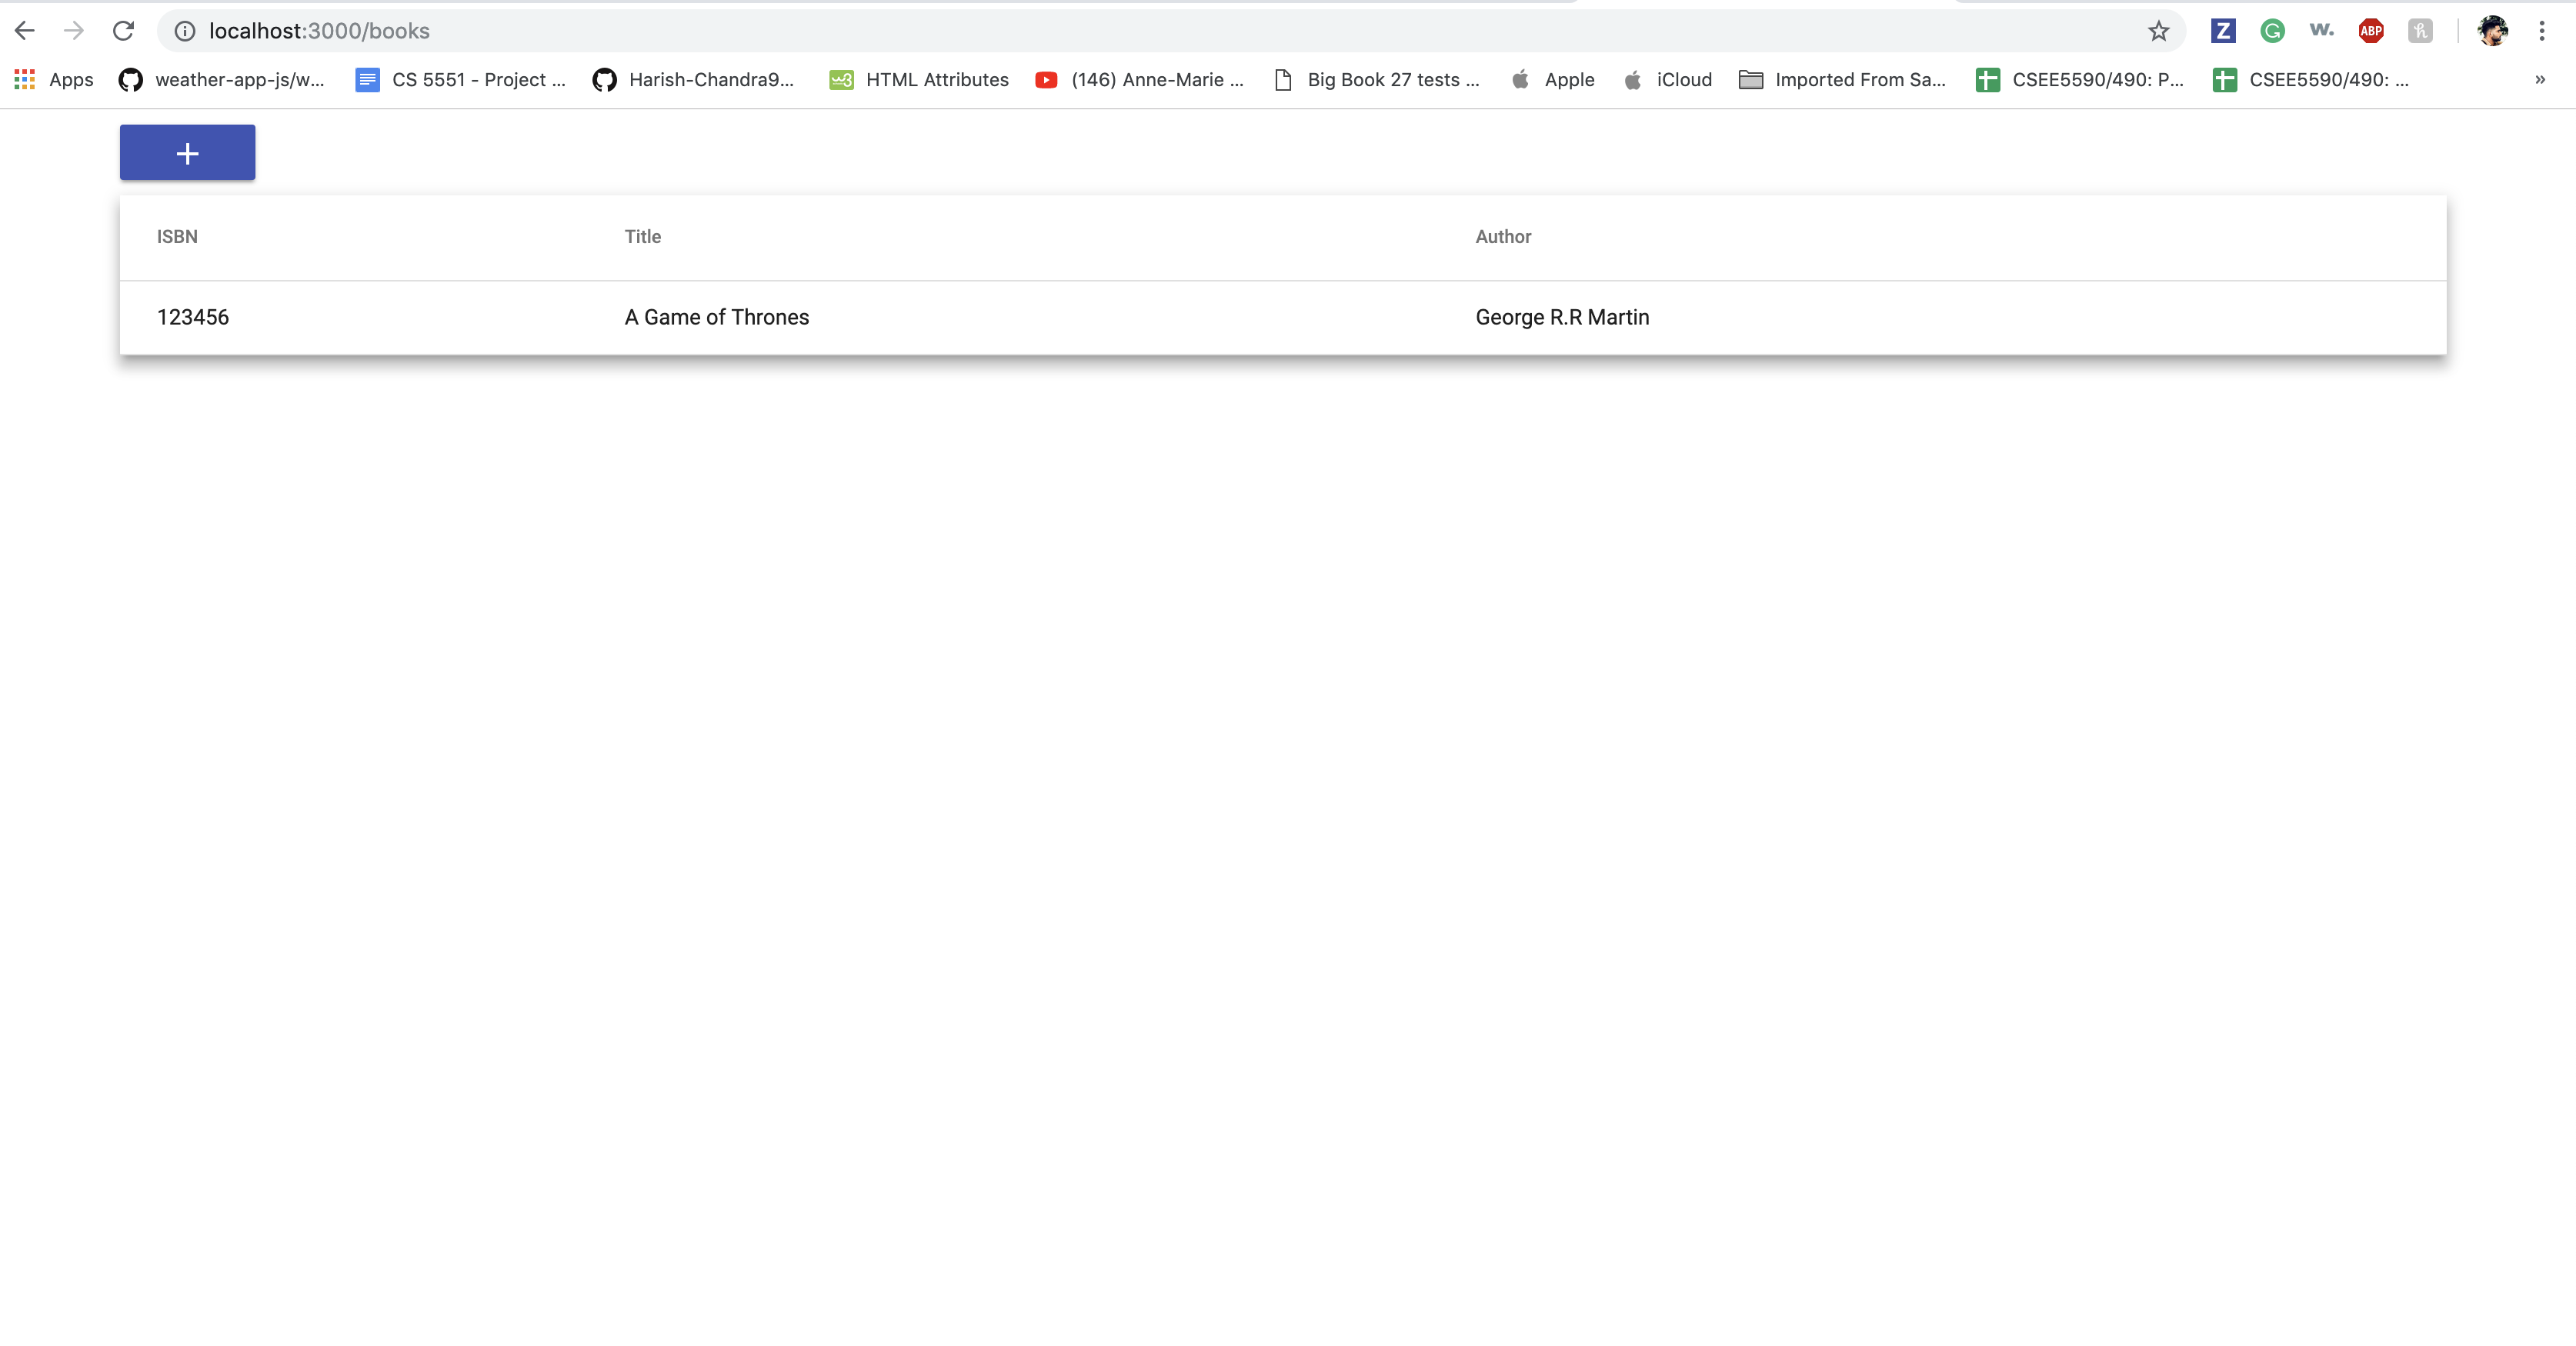 localhost:3000/books
Z G w. ABP h
Apps weather-app-js/w... CS 5551 - Project ... Harish-Chandra9... w3 HTML Attributes (146) Anne-Marie ... Big Book 27 tests ... Apple iCloud Imported From Sa... CSEE5590/490: P... CSEE5590/490: ... »
+
ISBN Title Author
123456 A Game of Thrones George R.R Martin